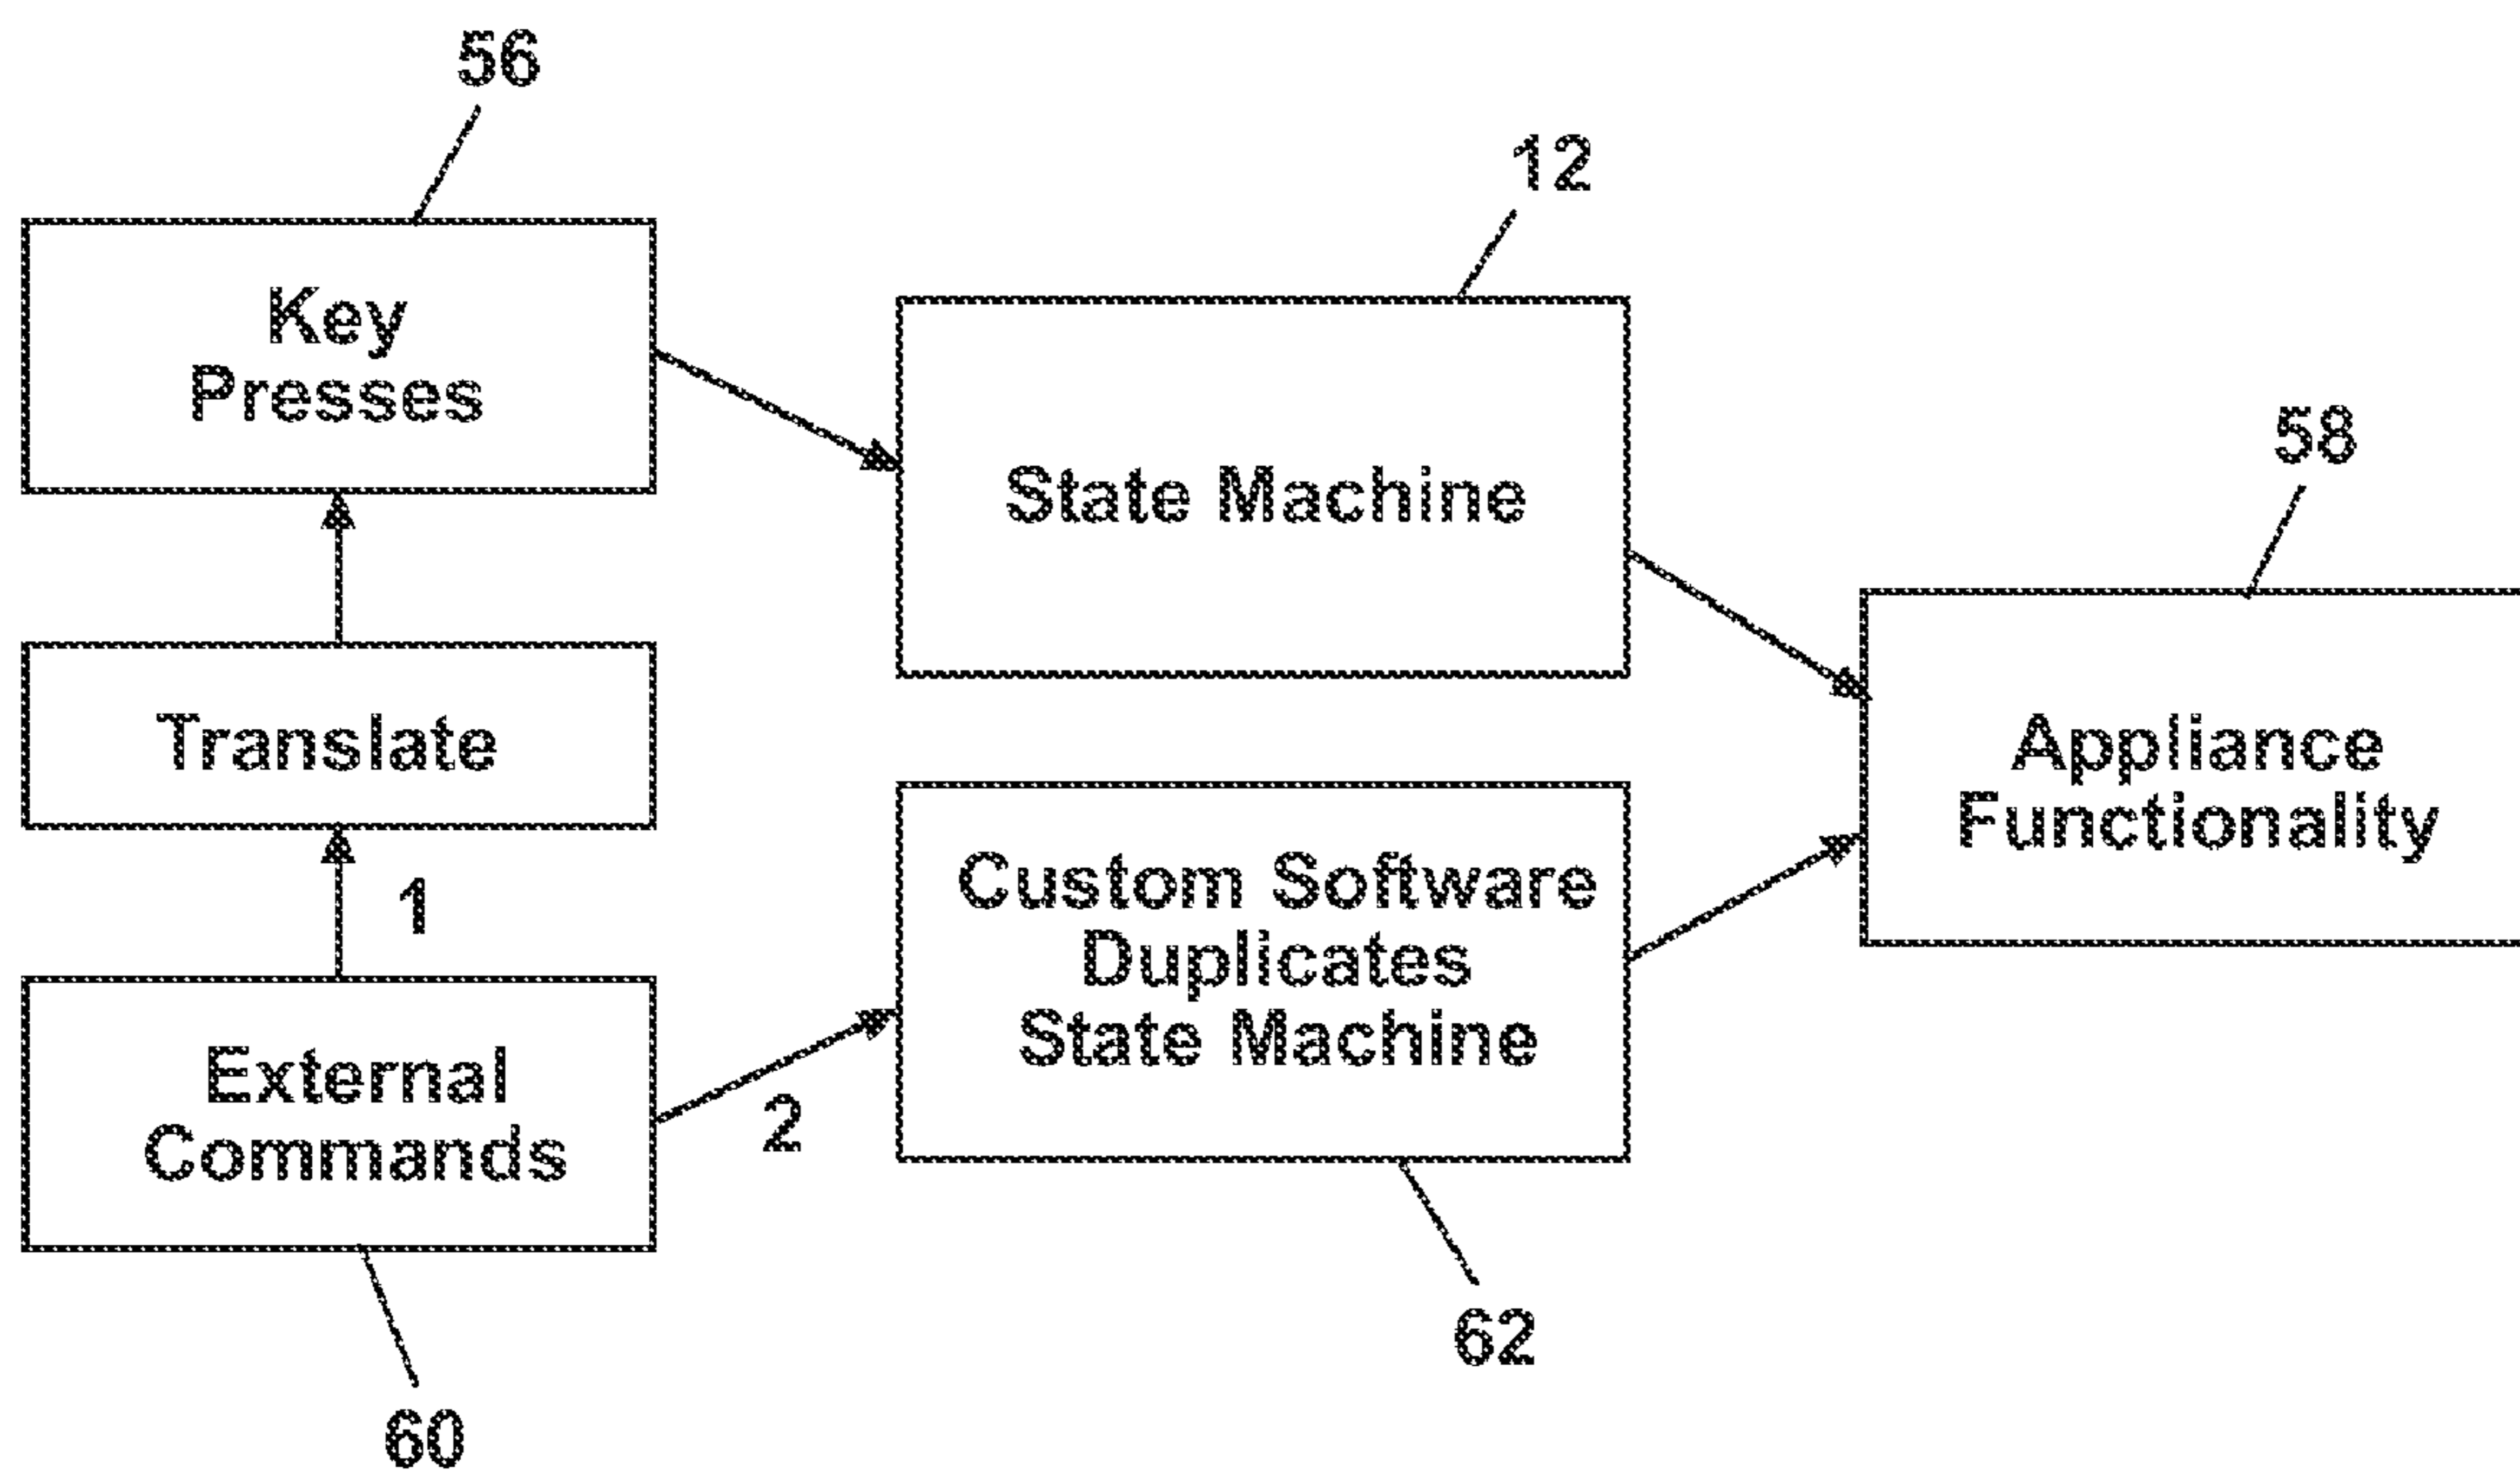 56
12
Key
Presses
58
State Machine
Translate
Appliance
Functionality
1
Custom Software
Duplicates
State Machine
External
Commands
2
62
60